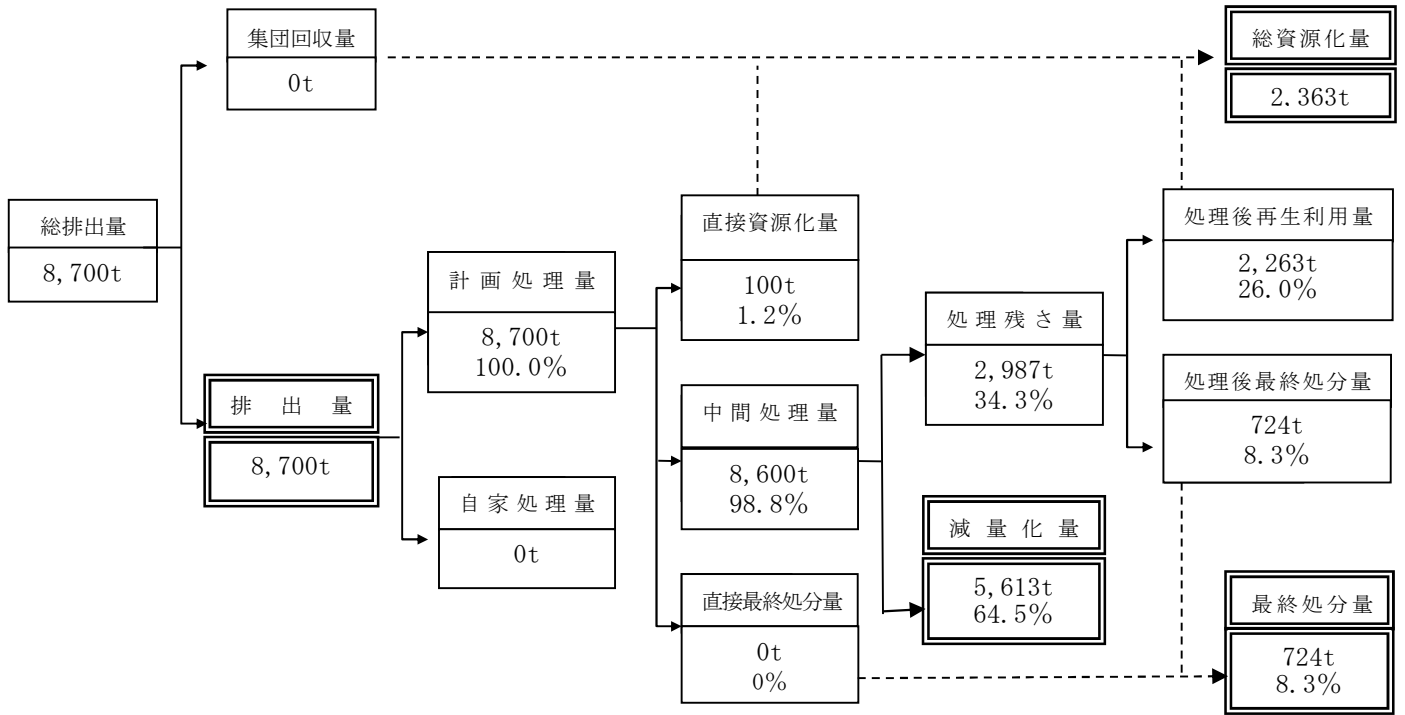 集団回収量
0t
総資源化量
2,363t
総排出量
8,700t
排出量
8,700t
計画処理量
8,700t
100.0%
自家処理量
0t
直接資源化量
100t
1.2%
中間処理量
8,600t
98.8%
直接最終処分量
0t
0%
処理残さ量
2,987t
34.3%
減量化量
5,613t
64.5%
処理後再生利用量
2,263t
26.0%
処理後最終処分量
724t
8.3%
最終処分量
724t
8.3%